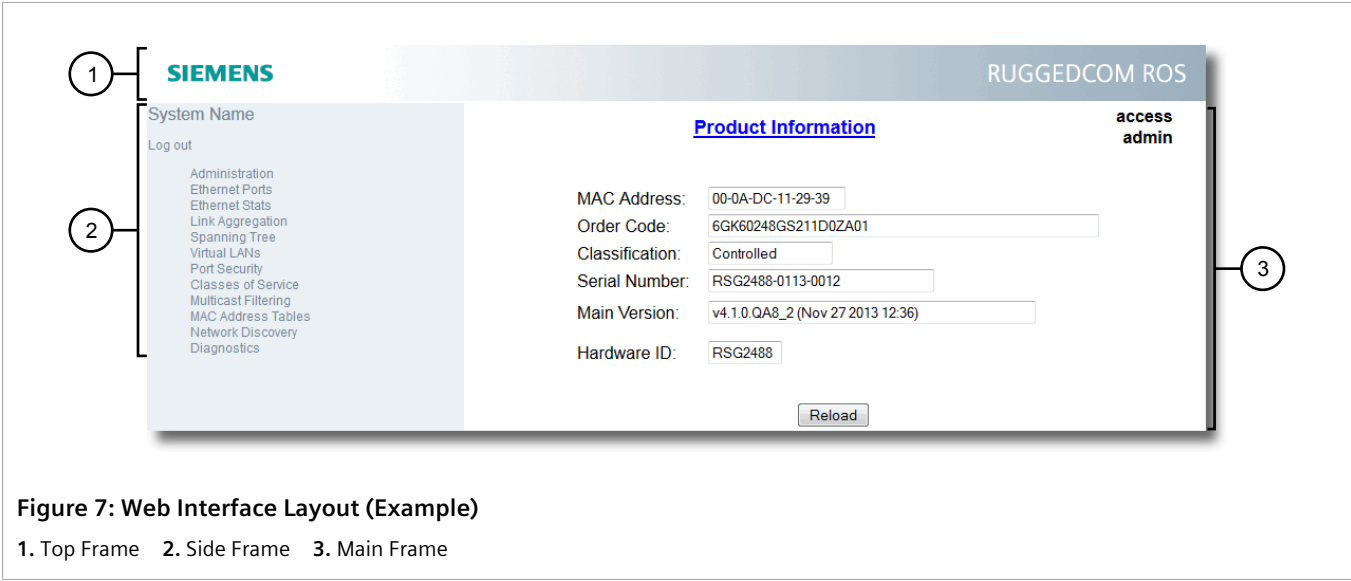 1
SIEMENS
RUGGEDCOM ROS
2
System Name
Log out
Administration
Ethernet Ports
Ethernet Stats
Link Aggregation
Spanning Tree
Virtual LANs
Port Security
Classes of Service
Multicast Filtering
MAC Address Tables
Network Discovery
Diagnostics
Product Information
access
admin
MAC Address: 00-0A-DC-11-29-39
Order Code: 6GK60248GS211D0ZA01
Classification: Controlled
Serial Number: RSG2488-0113-0012
Main Version: v4.1.0.QA8_2 (Nov 27 2013 12:36)
Hardware ID: RSG2488
Reload
3
Figure 7: Web Interface Layout (Example)
1. Top Frame 2. Side Frame 3. Main Frame